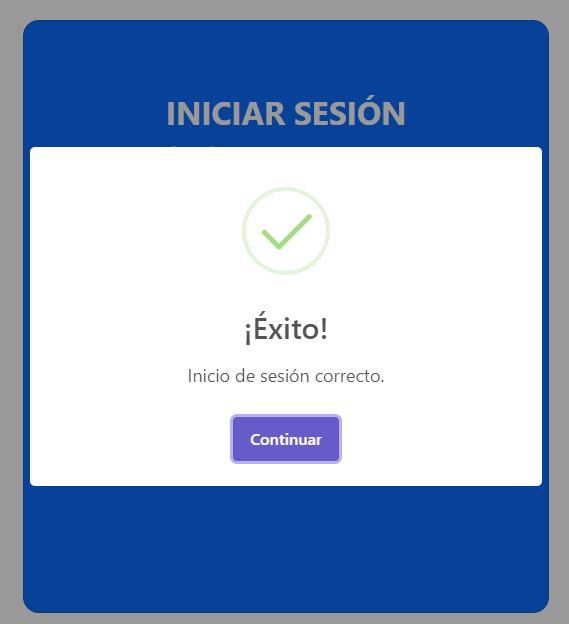 INICIAR SESIÓN
¡Éxito!
Inicio de sesión correcto.
Continuar